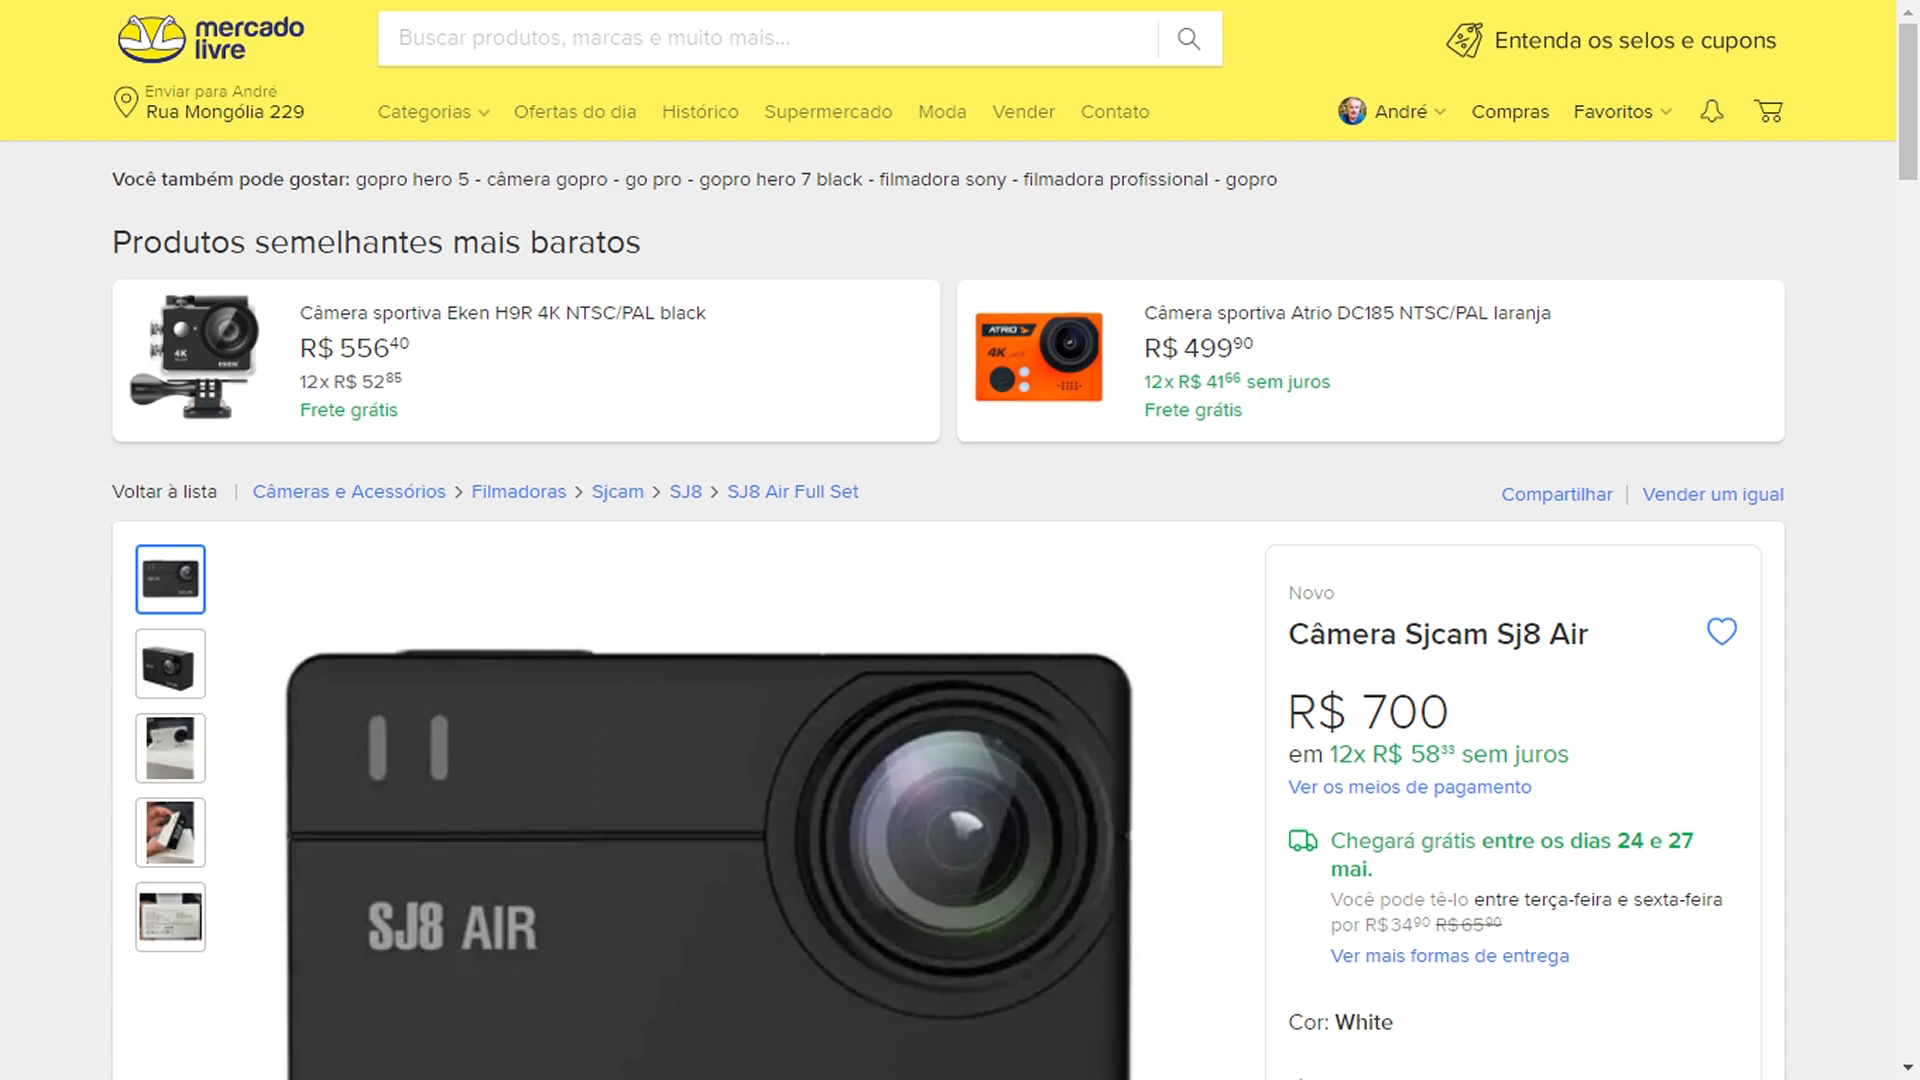 mercado
livre
Buscar produtos, marcas e muito mais...
Entenda os selos e cupons
Enviar para André
Rua Mongólia 229
Categorias
Ofertas do dia
Histórico
Supermercado
Moda
Vender
Contato
André
Compras
Favoritos
Você também pode gostar: gopro hero 5 - câmera gopro - go pro - gopro hero 7 black - filmadora sony - filmadora profissional - gopro
Produtos semelhantes mais baratos
4K
EKEN
Câmera sportiva Eken H9R 4K NTSC/PAL black
R$ 556⁴⁰
12x R$ 52⁸⁵
Frete grátis
ATRIO
4K
Câmera sportiva Atrio DC185 NTSC/PAL laranja
R$ 499⁹⁰
12x R$ 41⁶⁶ sem juros
Frete grátis
Voltar à lista | Câmeras e Acessórios > Filmadoras > Sjcam > SJ8 > SJ8 Air Full Set
Compartilhar | Vender um igual
SJ8 AIR
Novo
Câmera Sjcam Sj8 Air
R$ 700
em 12x R$ 58³³ sem juros
Ver os meios de pagamento
Chegará grátis entre os dias 24 e 27
mai.
Você pode tê-lo entre terça-feira e sexta-feira
por R$ 34⁹⁰ R$ 65⁹⁰
Ver mais formas de entrega
Cor: White